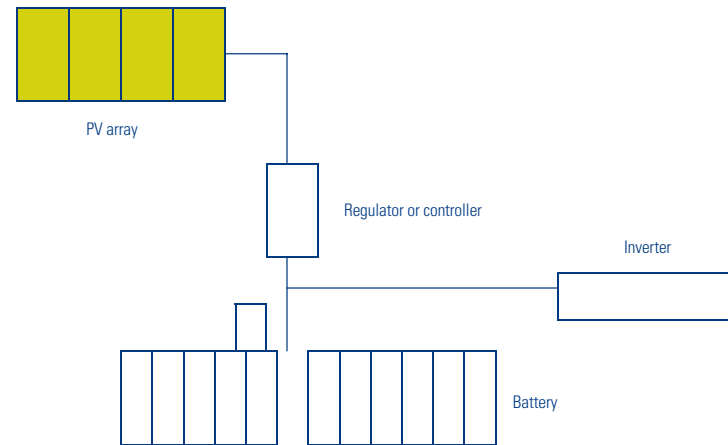 PV array
Regulator or controller
Inverter
Battery